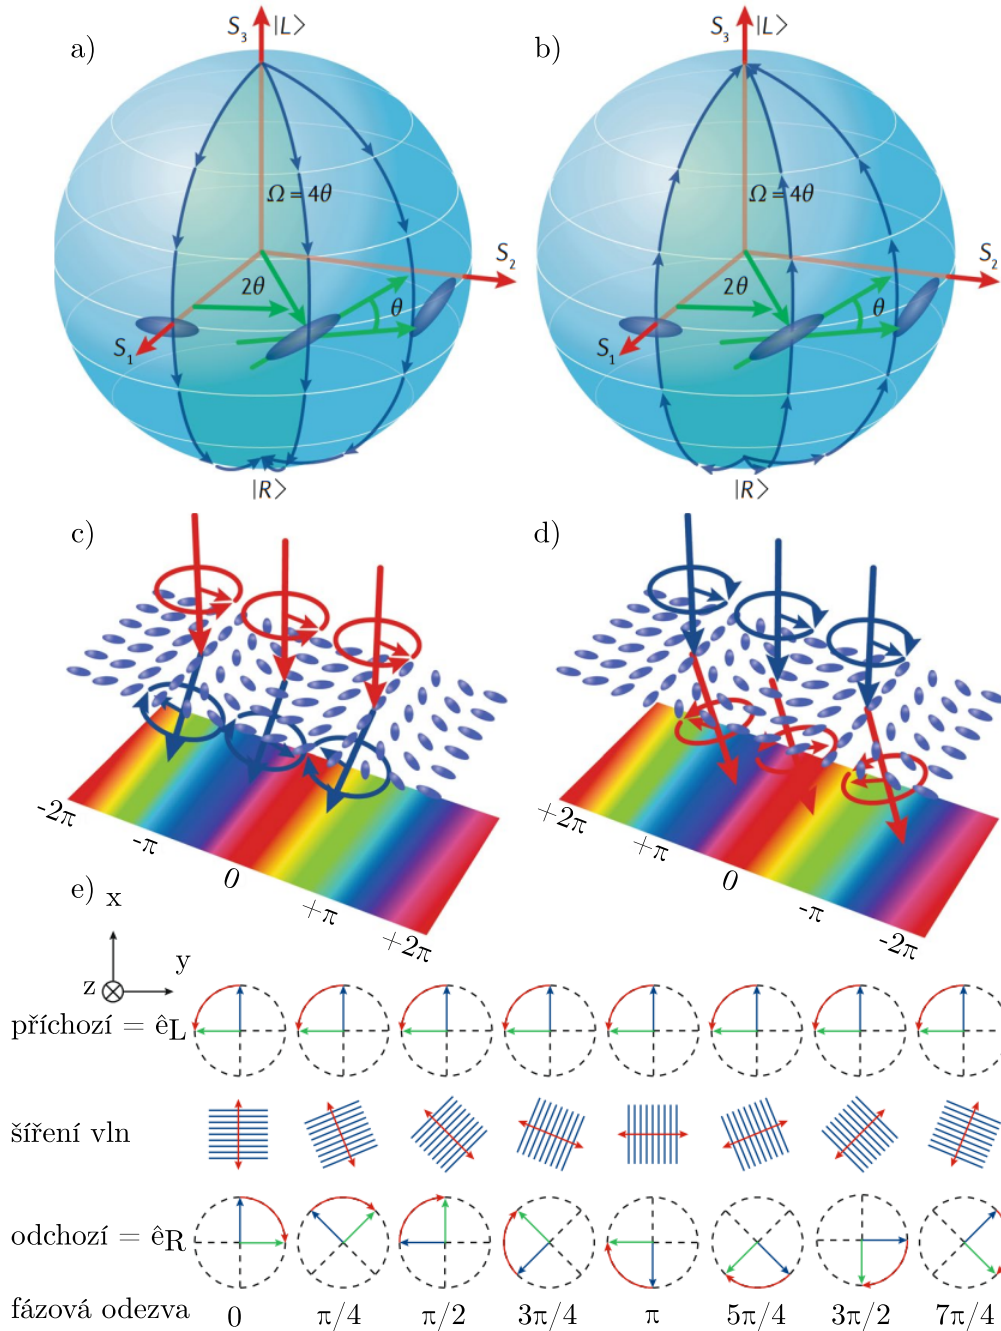 a)
S₃ |L>
Ω = 4θ
S₂
2θ
θ
S₁
|R>
b)
S₃ |L>
Ω = 4θ
S₂
2θ
θ
S₁
|R>
c)
-2π
-π
0
+π
+2π
d)
+2π
+π
0
-π
-2π
e)
x
y
z
příchozí = êL
šíření vln
odchozí = êR
fázová odezva 0 π/4 π/2 3π/4 π 5π/4 3π/2 7π/4